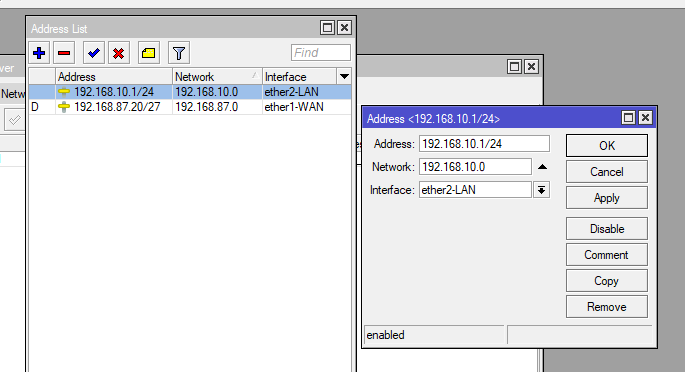 Address List
Find
Address Network Interface
192.168.10.1/24 192.168.10.0 ether2-LAN
D 192.168.87.20/27 192.168.87.0 ether1-WAN
ver
Netw
Address <192.168.10.1/24>
Address: 192.168.10.1/24
Network: 192.168.10.0
Interface: ether2-LAN
OK
Cancel
Apply
Disable
Comment
Copy
Remove
enabled